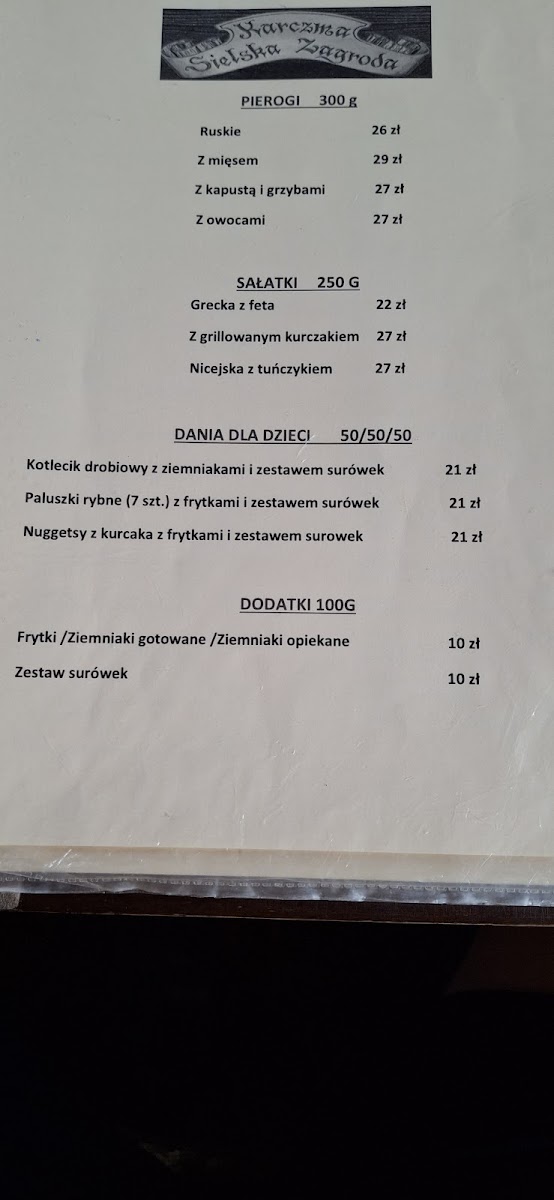 Karczma
Sielska Zagroda
PIEROGI 300 g
Ruskie 26 zł
Z mięsem 29 zł
Z kapustą i grzybami 27 zł
Z owocami 27 zł
SAŁATKI 250 G
Grecka z feta 22 zł
Z grillowanym kurczakiem 27 zł
Nicejska z tuńczykiem 27 zł
DANIA DLA DZIECI 50/50/50
Kotlecik drobiowy z ziemniakami i zestawem surówek 21 zł
Paluszki rybne (7 szt.) z frytkami i zestawem surówek 21 zł
Nuggetsy z kurcaka z frytkami i zestawem surowek 21 zł
DODATKI 100G
Frytki /Ziemniaki gotowane /Ziemniaki opiekane 10 zł
Zestaw surówek 10 zł